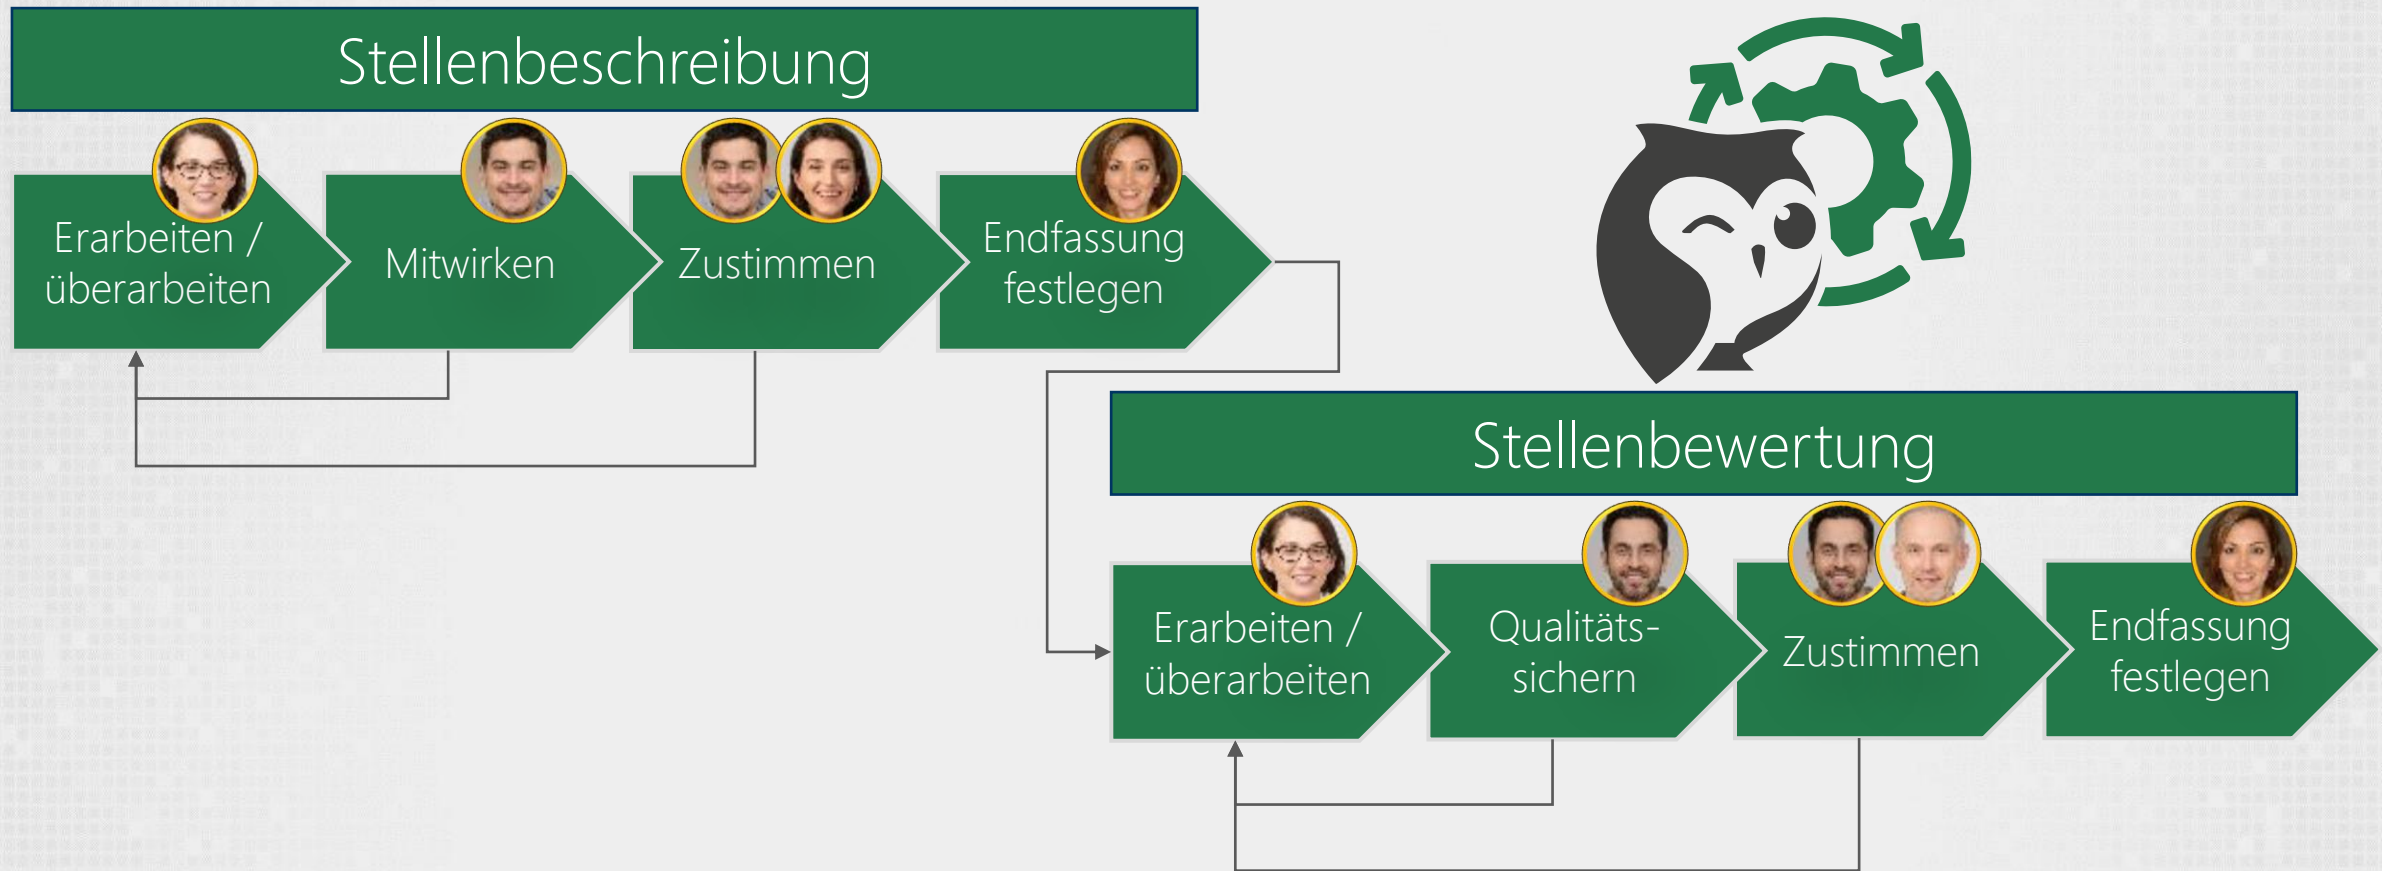 Stellenbeschreibung
Erarbeiten /
überarbeiten
Mitwirken
Zustimmen
Endfassung
festlegen
Stellenbewertung
Erarbeiten /
überarbeiten
Qualitäts-
sichern
Zustimmen
Endfassung
festlegen